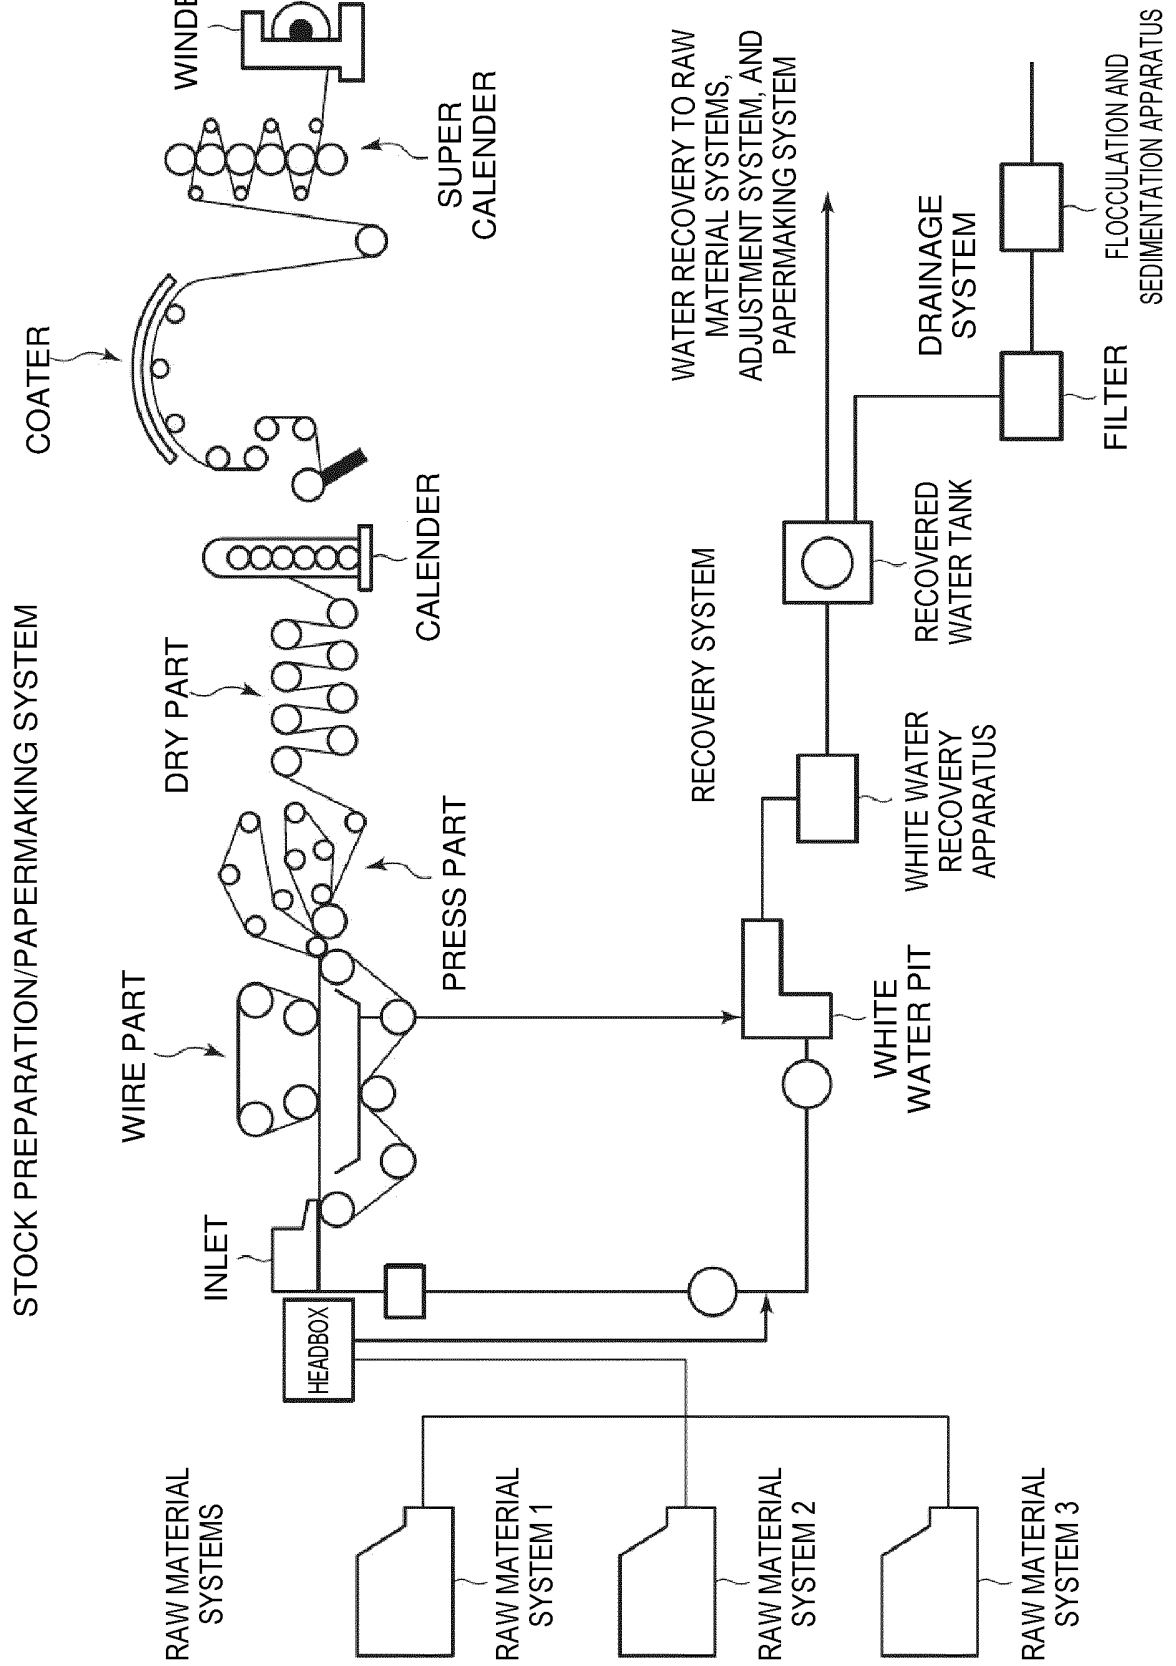 STOCK PREPARATION/PAPERMAKING SYSTEM
RAW MATERIAL
SYSTEMS
HEADBOX
INLET
WIRE PART
PRESS PART
DRY PART
CALENDER
COATER
SUPER
CALENDER
RAW MATERIAL
SYSTEM 1
RAW MATERIAL
SYSTEM 2
RAW MATERIAL
SYSTEM 3
WHITE
WATER PIT
RECOVERY SYSTEM
WHITE WATER
RECOVERY
APPARATUS
RECOVERED
WATER TANK
WATER RECOVERY TO RAW
MATERIAL SYSTEMS,
ADJUSTMENT SYSTEM, AND
PAPERMAKING SYSTEM
DRAINAGE
SYSTEM
FILTER
FLOCCULATION AND
SEDIMENTATION APPARATUS